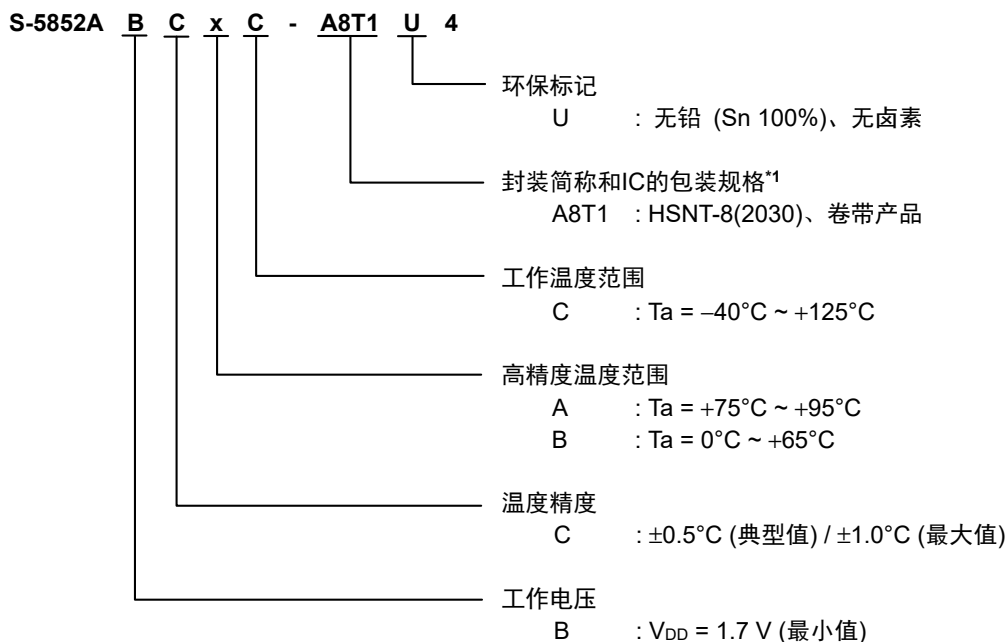 S-5852A B C x C - A8T1 U 4
环保标记
U : 无铅 (Sn 100%)、无卤素
封装简称和IC的包装规格*1
A8T1 : HSNT-8(2030)、卷带产品
工作温度范围
C : Ta = −40°C ~ +125°C
高精度温度范围
A : Ta = +75°C ~ +95°C
B : Ta = 0°C ~ +65°C
温度精度
C : ±0.5°C (典型值) / ±1.0°C (最大值)
工作电压
B : VDD = 1.7 V (最小值)